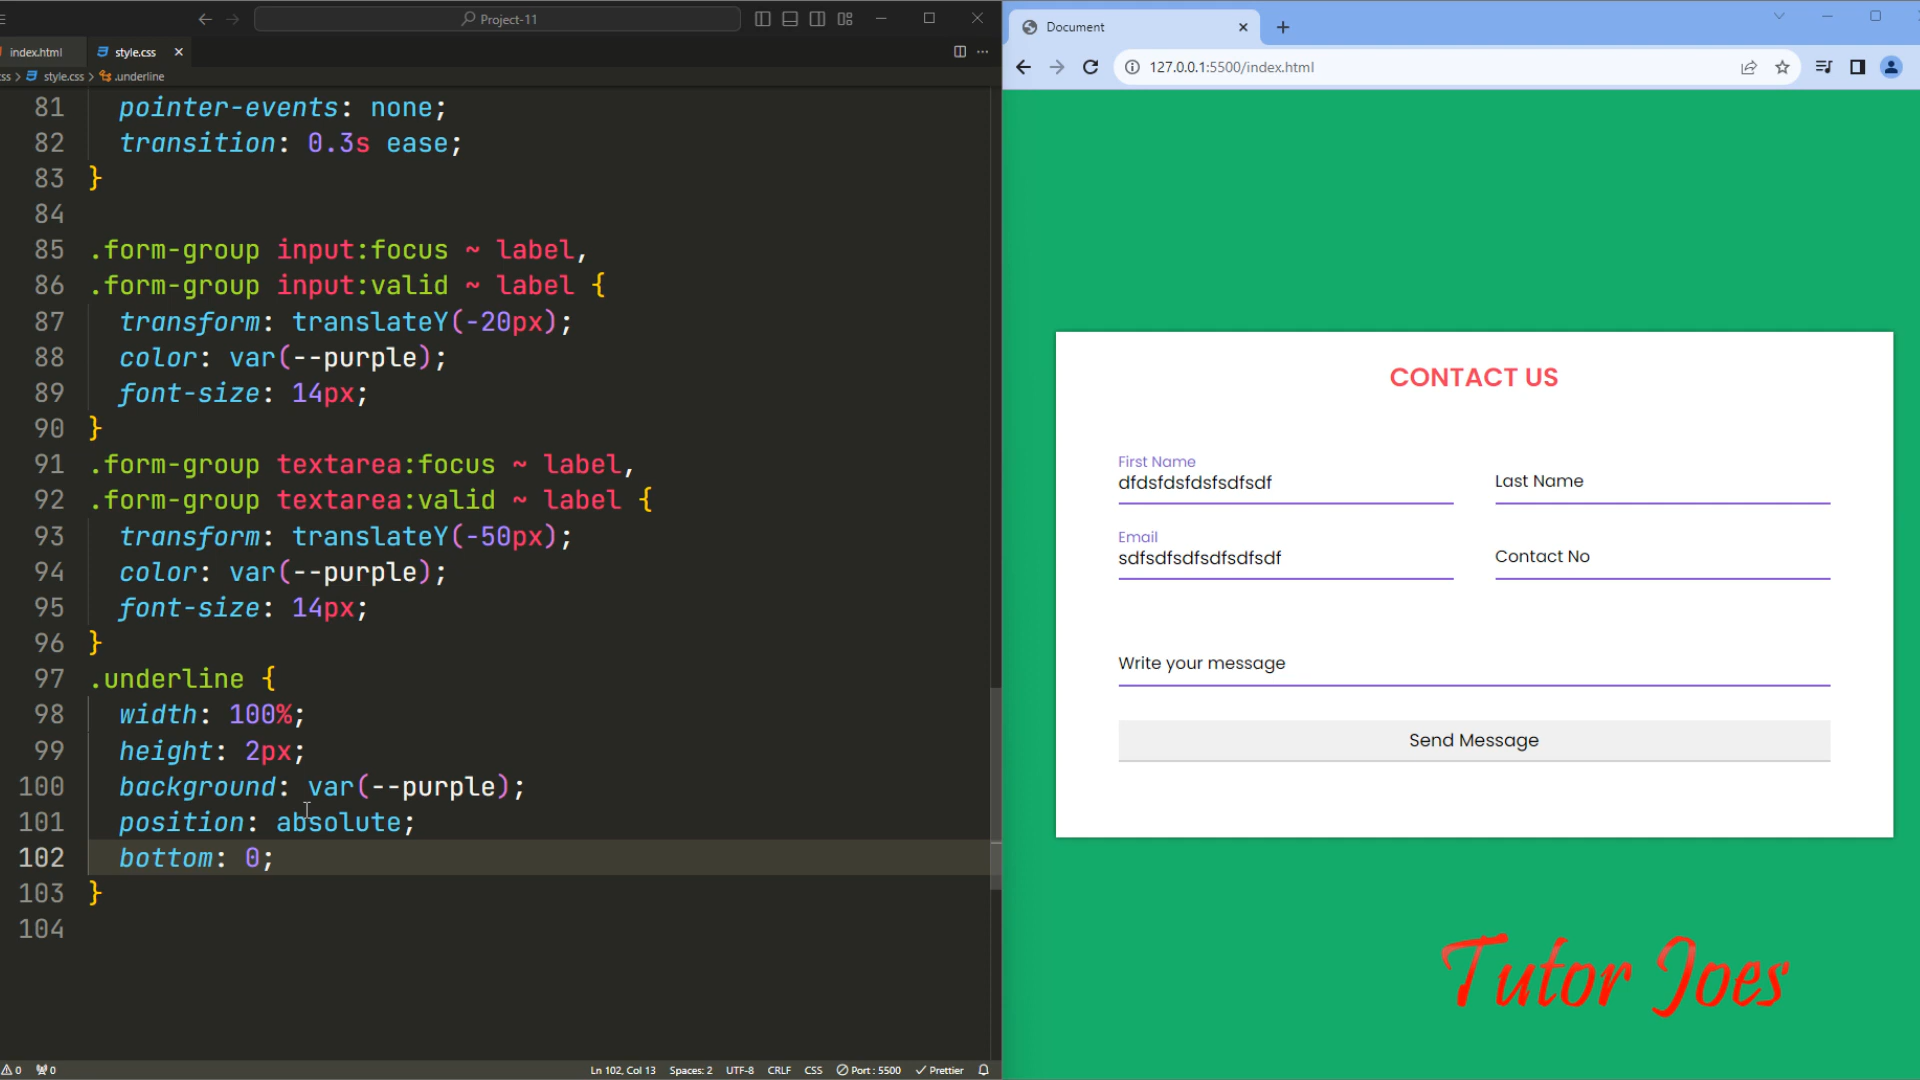 Project-11
index.html
style.css
ss > style.css > .underline
81 pointer-events: none;
82 transition: 0.3s ease;
83 }
84
85 .form-group input:focus ~ label,
86 .form-group input:valid ~ label {
87 transform: translateY(-20px);
88 color: var(--purple);
89 font-size: 14px;
90 }
91 .form-group textarea:focus ~ label,
92 .form-group textarea:valid ~ label {
93 transform: translateY(-50px);
94 color: var(--purple);
95 font-size: 14px;
96 }
97 .underline {
98 width: 100%;
99 height: 2px;
100 background: var(--purple);
101 position: absolute;
102 bottom: 0;
103 }
104
0 0 Ln 102, Col 13 Spaces: 2 UTF-8 CRLF CSS Port : 5500 Prettier
Document
127.0.0.1:5500/index.html
CONTACT US
First Name
dfdsfdsfdsfsdfsdf
Last Name
Email
sdfsdfsdfsdfsdfsdf
Contact No
Write your message
Send Message
Tutor Joes